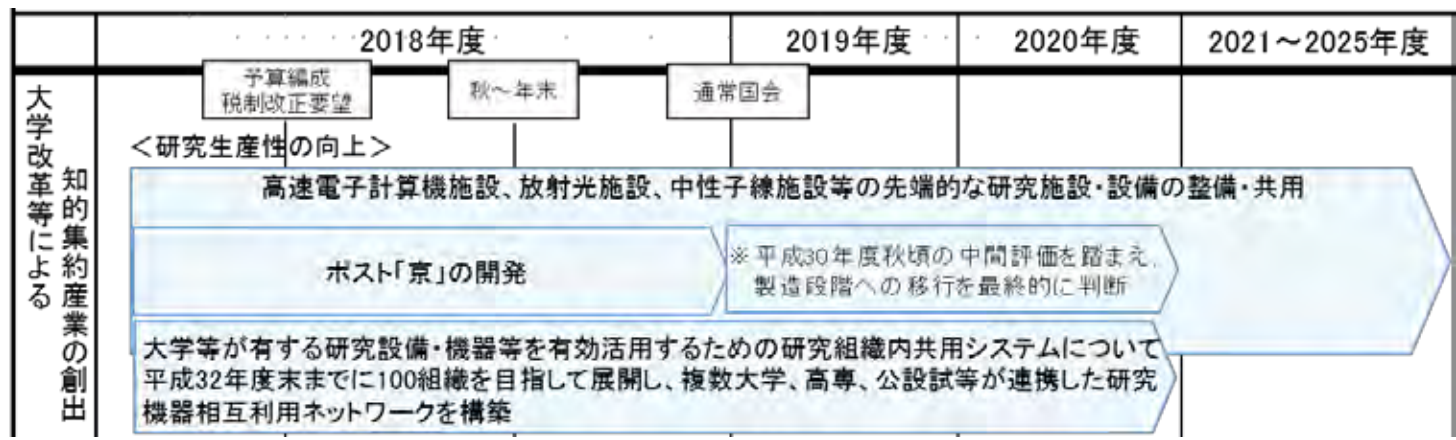 2018年度
2019年度
2020年度
2021～2025年度
予算編成
税制改正要望
秋～年末
通常国会
大学改革等による
知的集約産業の創出
＜研究生産性の向上＞
高速電子計算機施設、放射光施設、中性子線施設等の先端的な研究施設・設備の整備・共用
ポスト「京」の開発
※平成30年度秋頃の中間評価を踏まえ、
製造段階への移行を最終的に判断
大学等が有する研究設備・機器等を有効活用するための研究組織内共用システムについて
平成32年度末までに100組織を目指して展開し、複数大学、高専、公設試等が連携した研究
機器相互利用ネットワークを構築